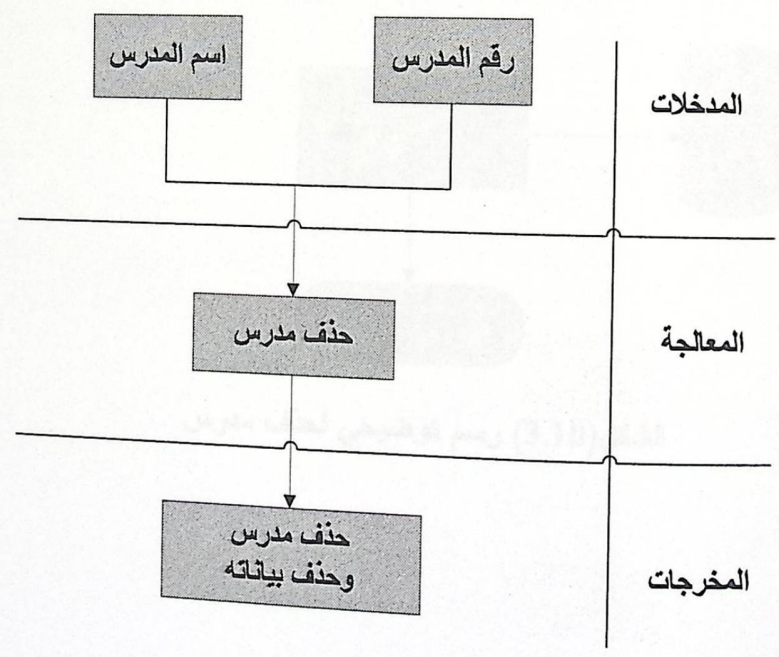 رقم المدرس
اسم المدرس
المدخلات
حذف مدرس
المعالجة
حذف مدرس
وحذف بياناته
المخرجات